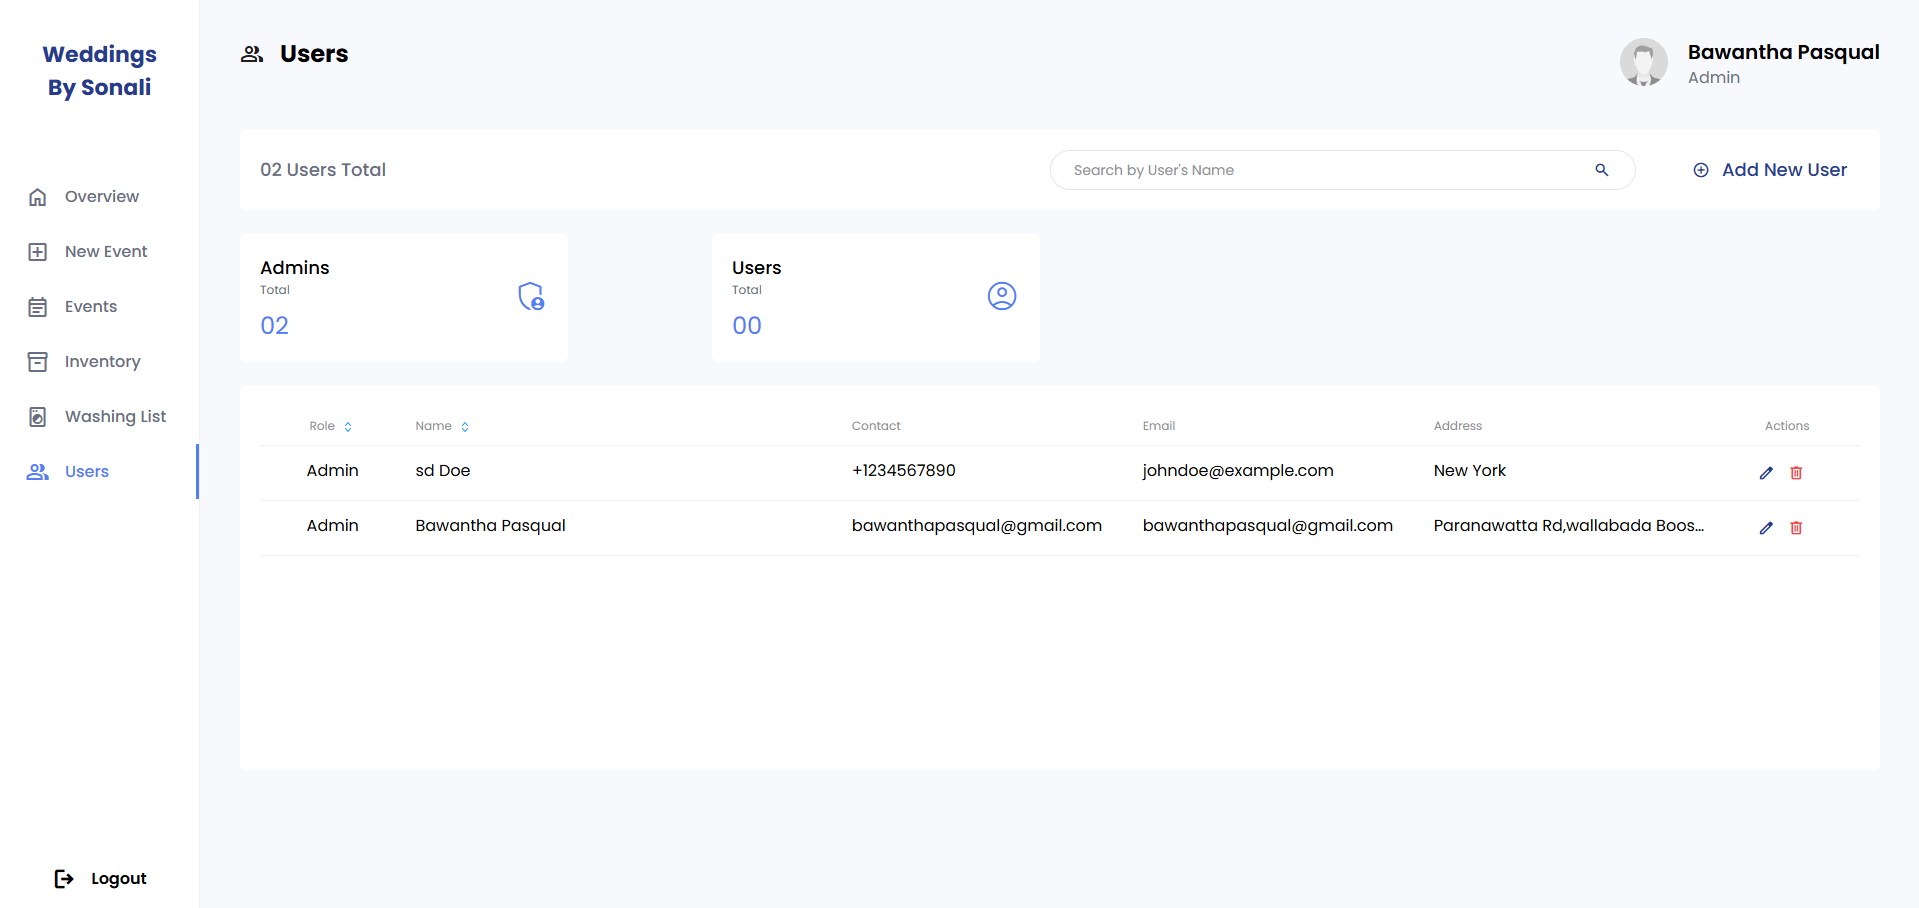 Weddings
By Sonali
Overview
New Event
Events
Inventory
Washing List
Users
Logout
Users
Bawantha Pasqual
Admin
02 Users Total
Search by User's Name
Add New User
Admins
Total
02
Users
Total
00
Role Name Contact Email Address Actions
Admin sd Doe +1234567890 johndoe@example.com New York
Admin Bawantha Pasqual bawanthapasqual@gmail.com bawanthapasqual@gmail.com Paranawatta Rd,wallabada Boos...